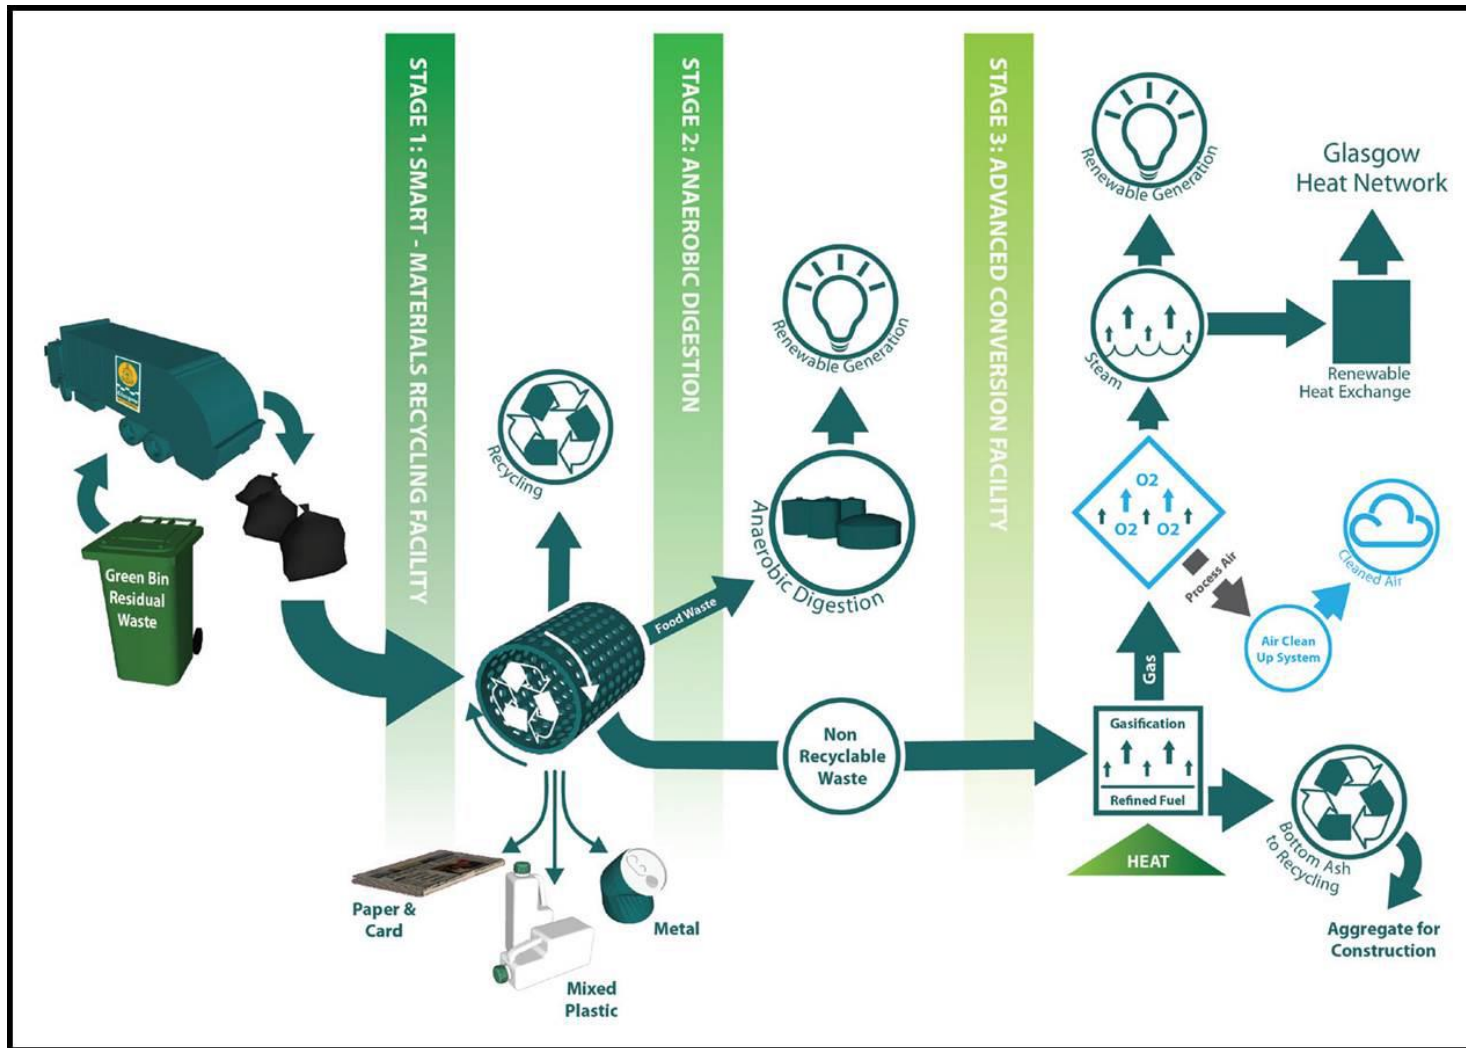 STAGE 1: SMART - MATERIALS RECYCLING FACILITY
STAGE 2: ANAEROBIC DIGESTION
STAGE 3: ADVANCED CONVERSION FACILITY
Green Bin
Residual
Waste
Recycling
Paper &
Card
Mixed
Plastic
Metal
Food Waste
Anaerobic Digestion
Renewable Generation
Non
Recyclable
Waste
Gasification
Refined Fuel
HEAT
Gas
O2
O2
O2
Steam
Renewable Generation
Renewable
Heat Exchange
Glasgow
Heat Network
Process Air
Air Clean
Up System
Cleaned Air
Bottom Ash
to Recycling
Aggregate for
Construction